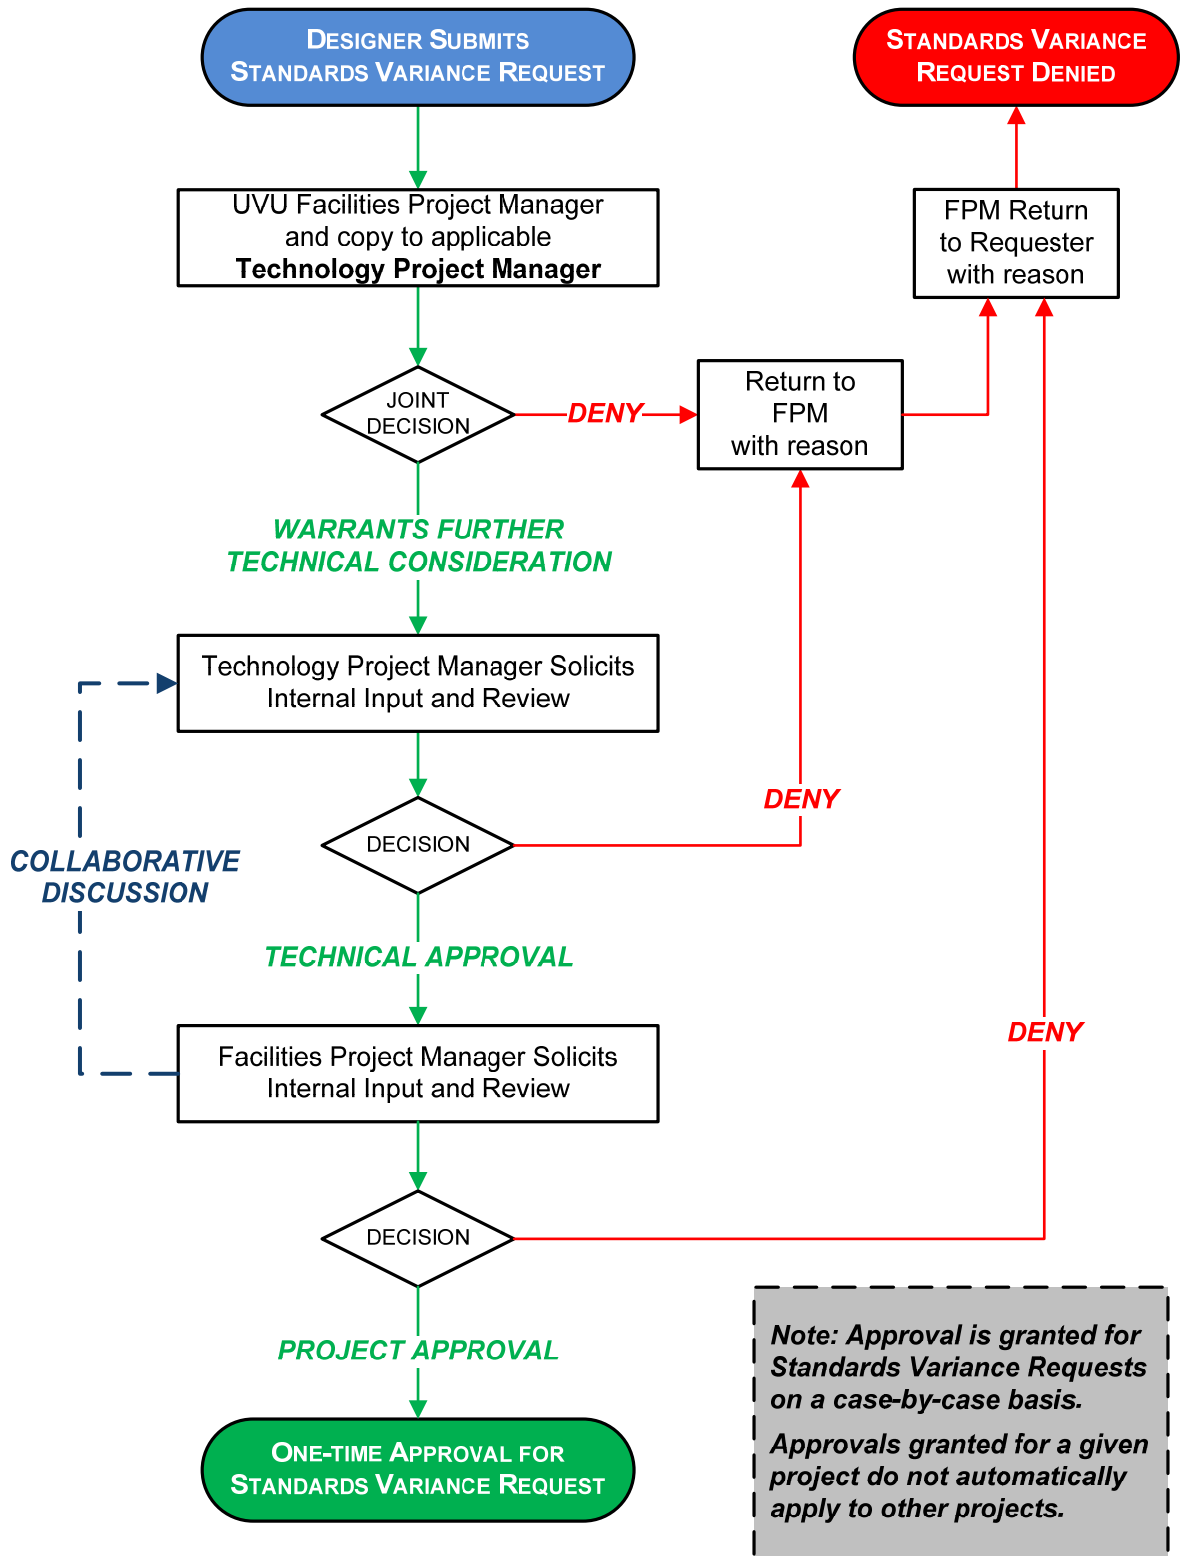 DESIGNER SUBMITS
STANDARDS VARIANCE REQUEST
STANDARDS VARIANCE
REQUEST DENIED
UVU Facilities Project Manager
and copy to applicable
Technology Project Manager
FPM Return
to Requester
with reason
JOINT
DECISION
DENY
Return to
FPM
with reason
WARRANTS FURTHER
TECHNICAL CONSIDERATION
Technology Project Manager Solicits
Internal Input and Review
DENY
DECISION
COLLABORATIVE
DISCUSSION
TECHNICAL APPROVAL
DENY
Facilities Project Manager Solicits
Internal Input and Review
DECISION
PROJECT APPROVAL
ONE-TIME APPROVAL FOR
STANDARDS VARIANCE REQUEST
Note: Approval is granted for
Standards Variance Requests
on a case-by-case basis.
Approvals granted for a given
project do not automatically
apply to other projects.